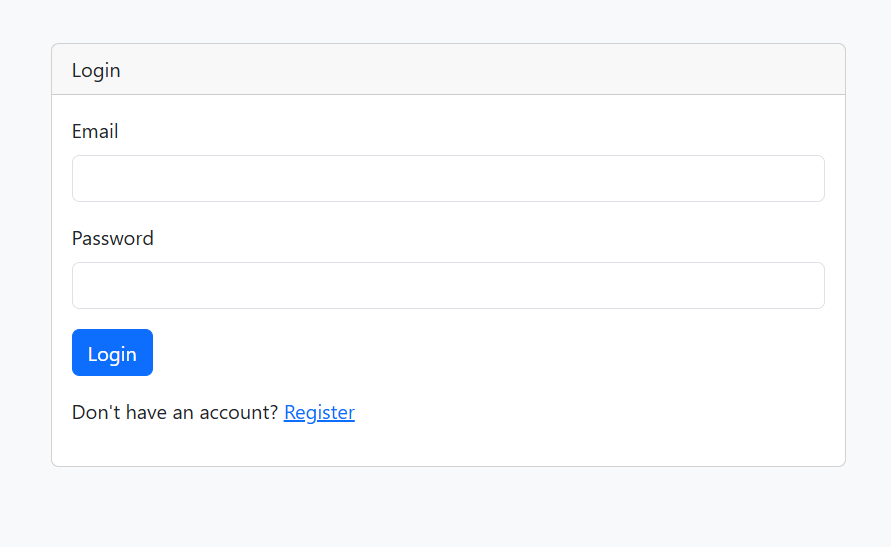 Login
Email
Password
Login
Don't have an account? Register